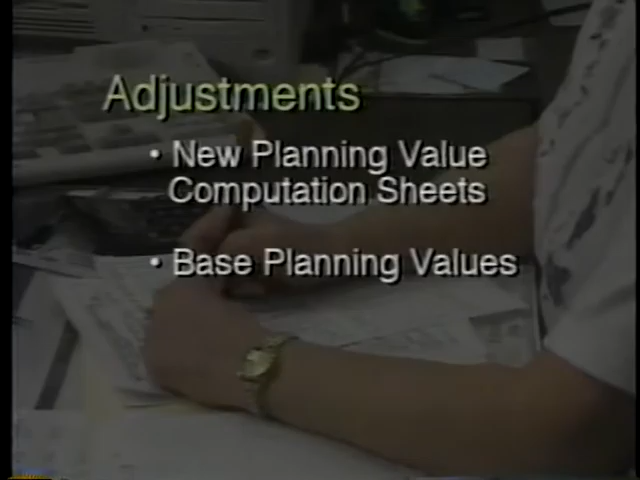 Adjustments
• New Planning Value
Computation Sheets
• Base Planning Values